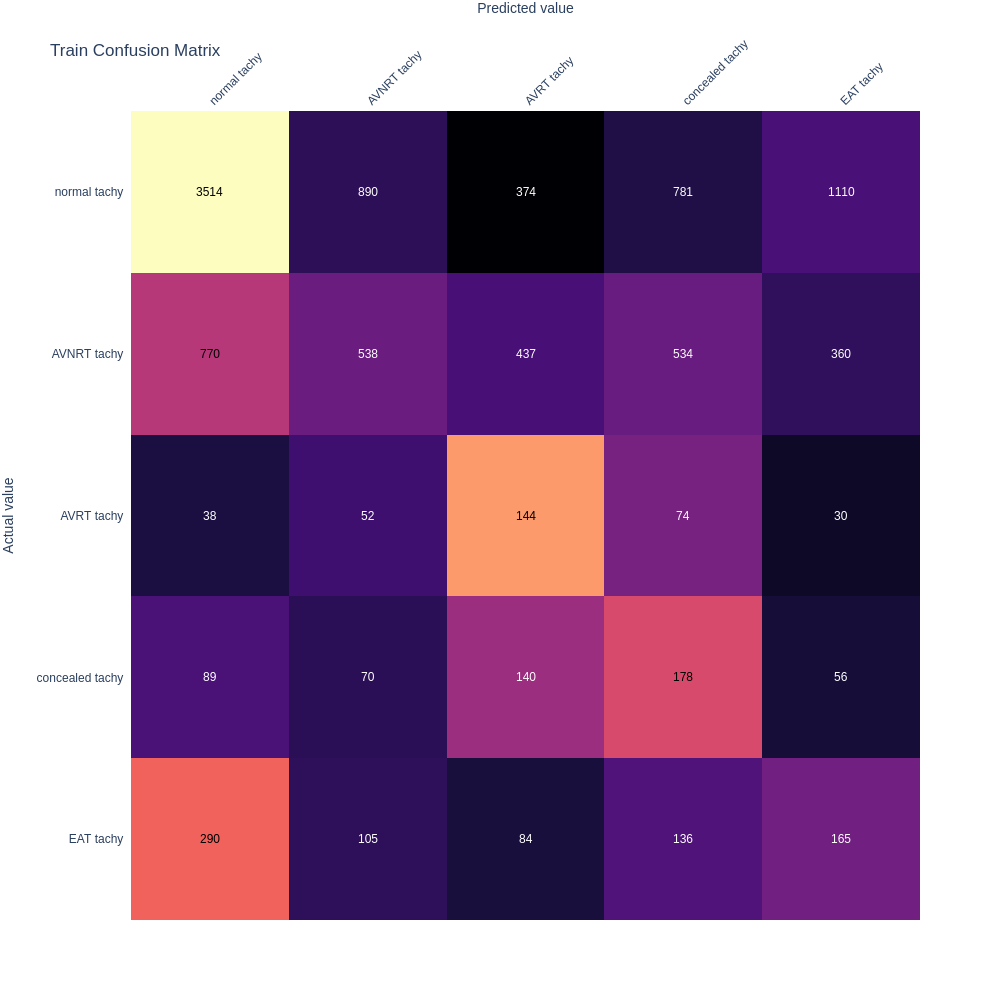 Predicted value
Train Confusion Matrix
normal tachy
AVNRT tachy
AVRT tachy
concealed tachy
EAT tachy
normal tachy 3514 890 374 781 1110
AVNRT tachy 770 538 437 534 360
AVRT tachy 38 52 144 74 30
concealed tachy 89 70 140 178 56
EAT tachy 290 105 84 136 165
Actual value